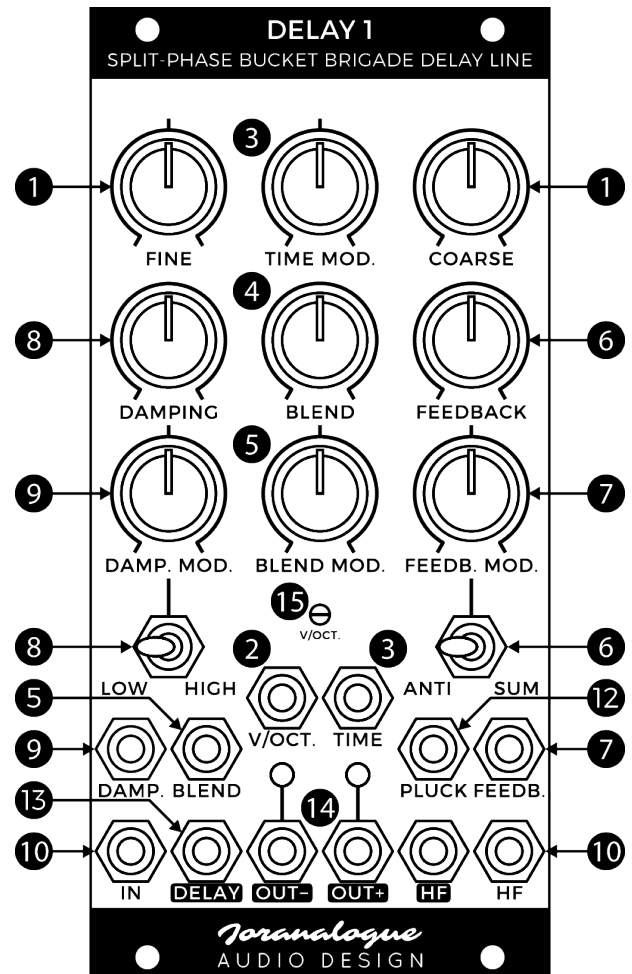 DELAY 1
SPLIT-PHASE BUCKET BRIGADE DELAY LINE
3
1 1
FINE TIME MOD. COARSE
4
8 6
DAMPING BLEND FEEDBACK
5
9 7
DAMP. MOD. BLEND MOD. FEEDB. MOD.
15
V/OCT.
8 2 3 6
LOW HIGH ANTI SUM
5 12
V/OCT. TIME
9 7
DAMP. BLEND PLUCK FEEDB.
13 14
10 10
IN DELAY OUT- OUT+ HF HF
Joranalogue
AUDIO DESIGN